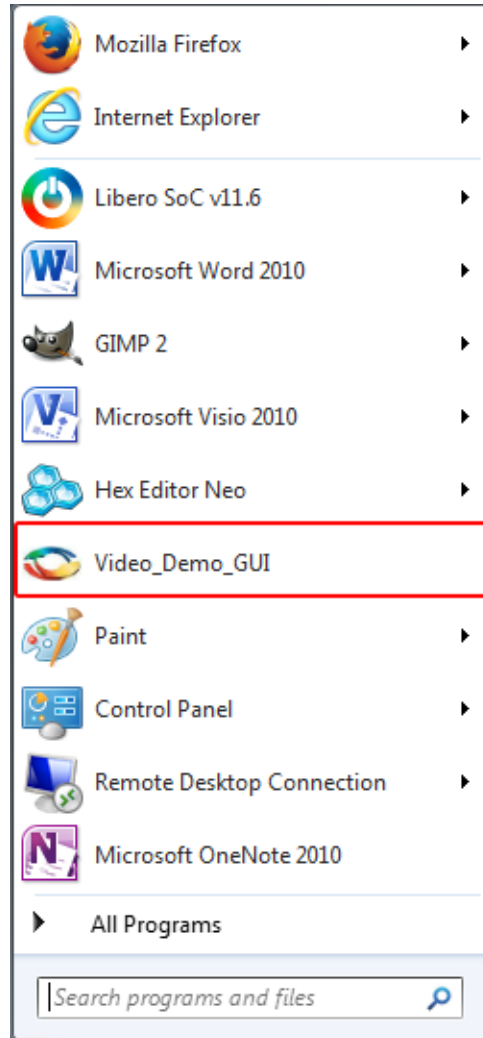 Mozilla Firefox
Internet Explorer
Libero SoC v11.6
Microsoft Word 2010
GIMP 2
Microsoft Visio 2010
Hex Editor Neo
Video_Demo_GUI
Paint
Control Panel
Remote Desktop Connection
Microsoft OneNote 2010
All Programs
Search programs and files